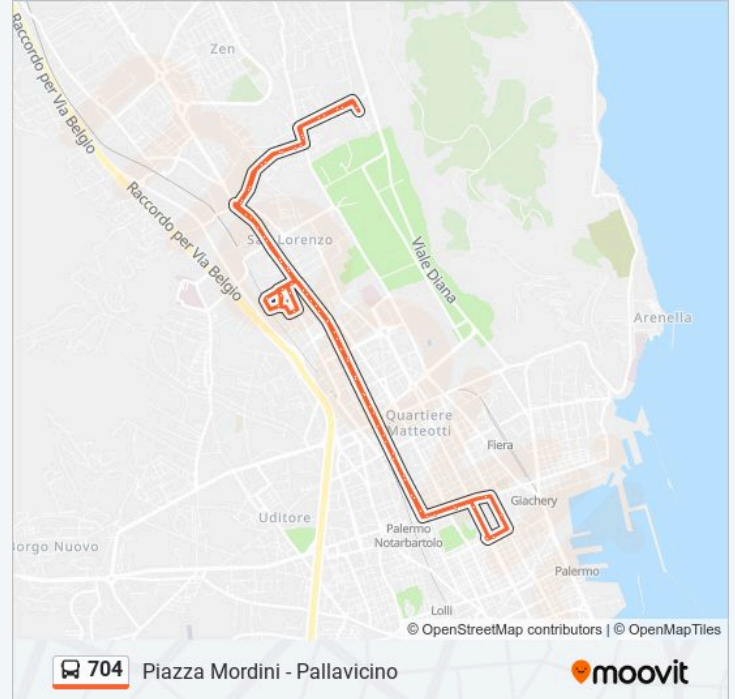 Raccordo per Via Belgio
Zen
Raccordo per Via Belgio
San Lorenzo
Viale Diana
Arenella
Quartiere
Matteotti
Fiera
Giachery
Uditore
Palermo
Notarbartolo
Borgo Nuovo
Palermo
Lolli
© OpenStreetMap contributors | © OpenMapTiles
704 Piazza Mordini - Pallavicino
moovit